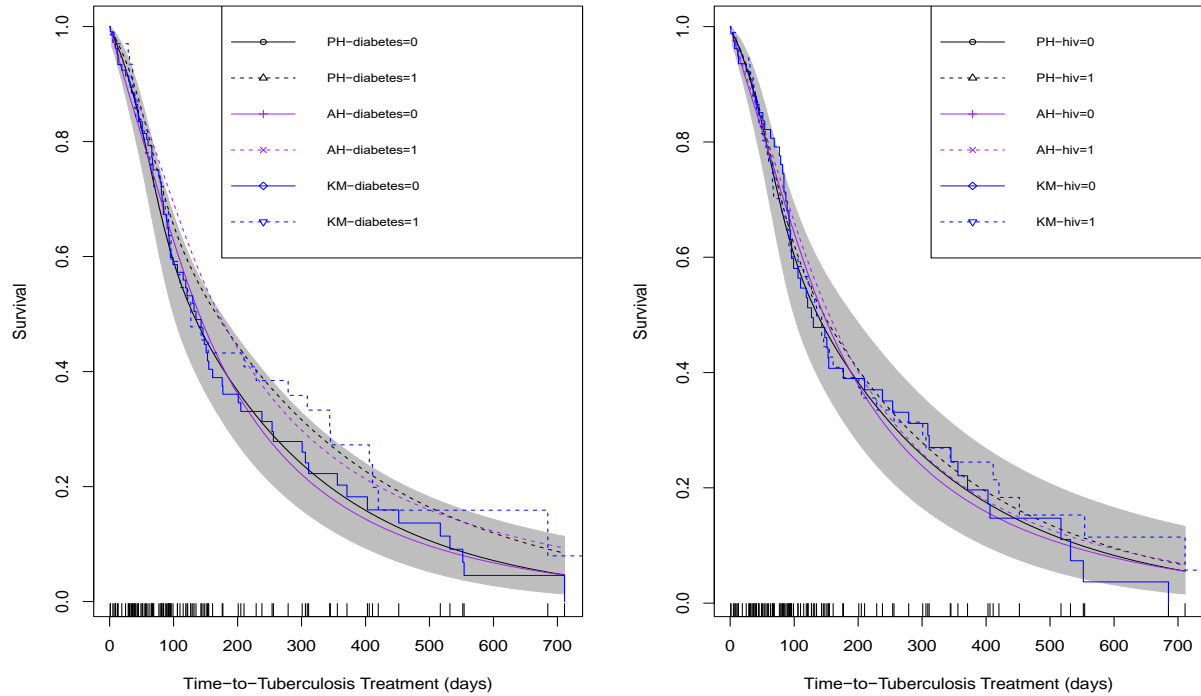 PH−diabetes=0
PH−diabetes=1
AH−diabetes=0
AH−diabetes=1
KM−diabetes=0
KM−diabetes=1
Survival
1.0
0.8
0.6
0.4
0.2
0.0
0 100 200 300 400 500 600 700
Time−to−Tuberculosis Treatment (days)
PH−hiv=0
PH−hiv=1
AH−hiv=0
AH−hiv=1
KM−hiv=0
KM−hiv=1
Survival
1.0
0.8
0.6
0.4
0.2
0.0
0 100 200 300 400 500 600 700
Time−to−Tuberculosis Treatment (days)